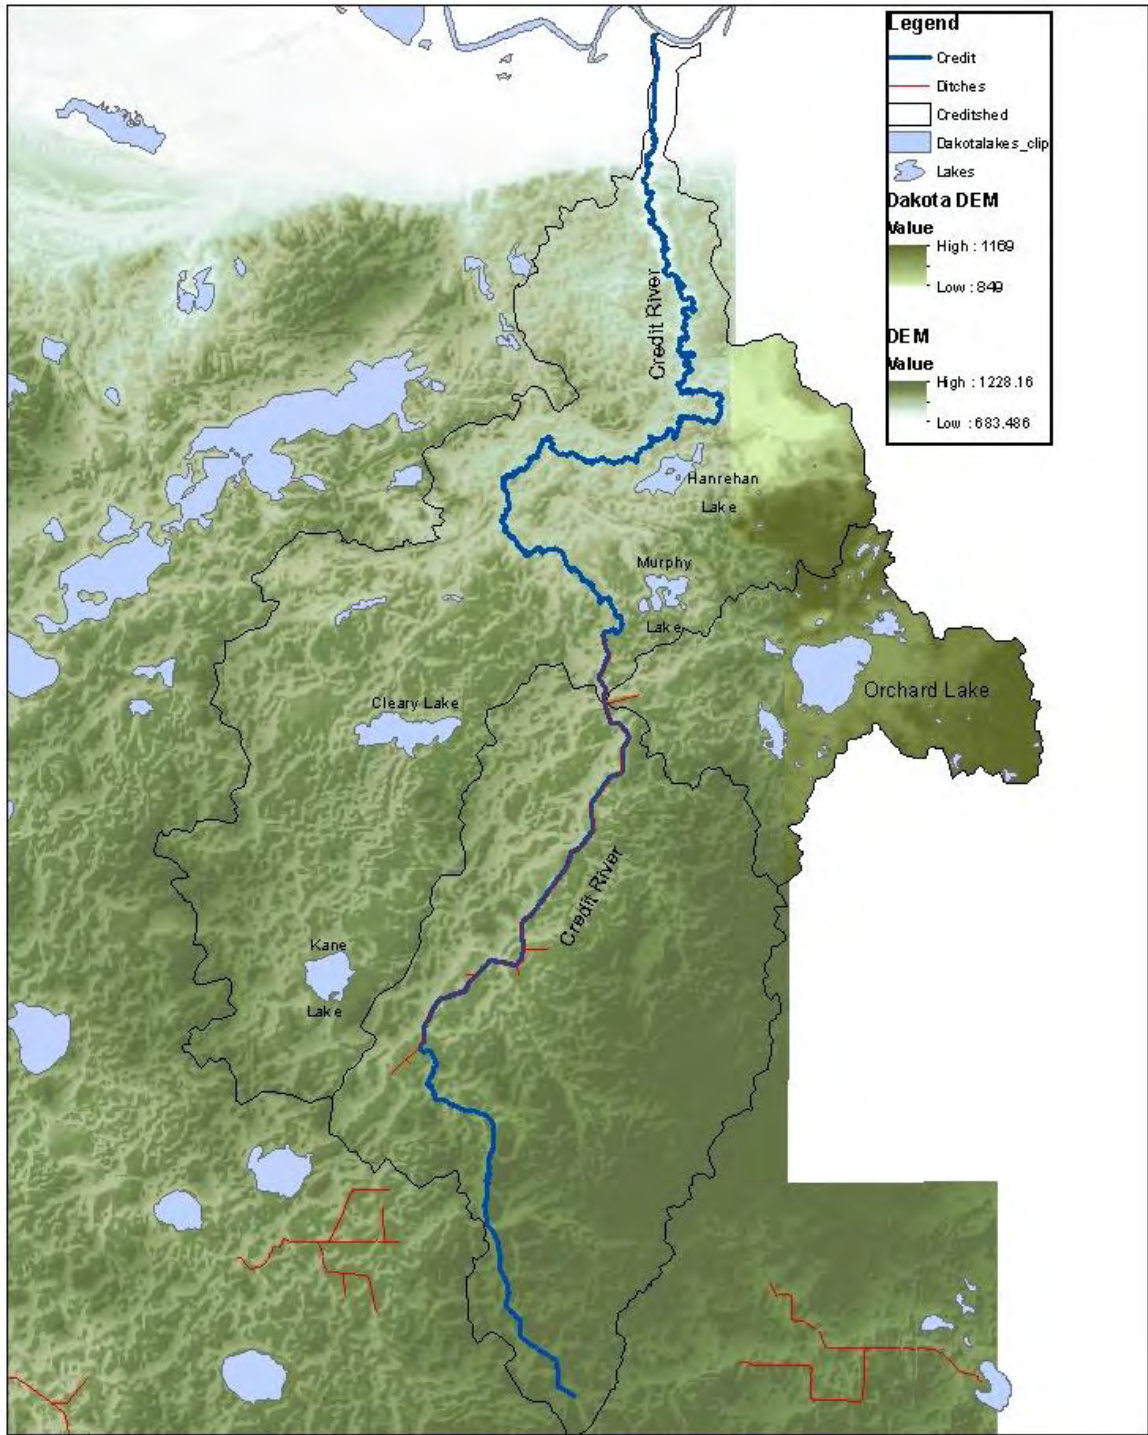 Legend
Credit
Ditches
Creditshed
Dakotalakes_clip
Lakes
Dakota DEM
Value
High : 1169
Low : 849
DEM
Value
High : 1228.16
Low : 683.486
Credit River
Hanrehan
Lake
Murphy
Lake
Orchard Lake
Cleary Lake
Credit River
Kane
Lake